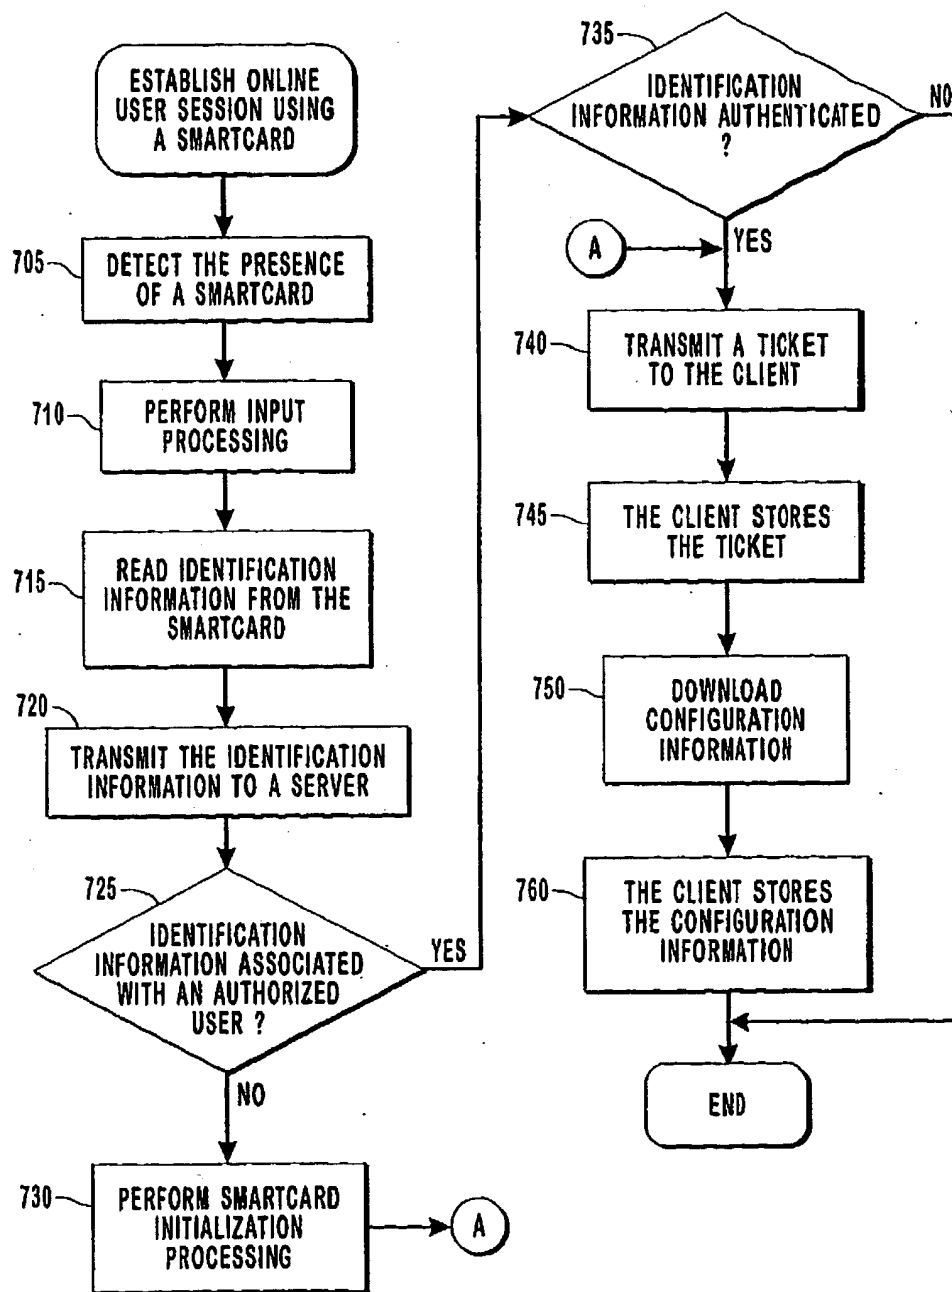 ESTABLISH ONLINE
USER SESSION USING
A SMARTCARD
705
DETECT THE PRESENCE
OF A SMARTCARD
710
PERFORM INPUT
PROCESSING
715
READ IDENTIFICATION
INFORMATION FROM THE
SMARTCARD
720
TRANSMIT THE IDENTIFICATION
INFORMATION TO A SERVER
725
IDENTIFICATION
INFORMATION ASSOCIATED
WITH AN AUTHORIZED
USER ?
YES
NO
730
PERFORM SMARTCARD
INITIALIZATION
PROCESSING
A
735
IDENTIFICATION
INFORMATION AUTHENTICATED
?
NO
A
YES
740
TRANSMIT A TICKET
TO THE CLIENT
745
THE CLIENT STORES
THE TICKET
750
DOWNLOAD
CONFIGURATION
INFORMATION
760
THE CLIENT STORES
THE CONFIGURATION
INFORMATION
END